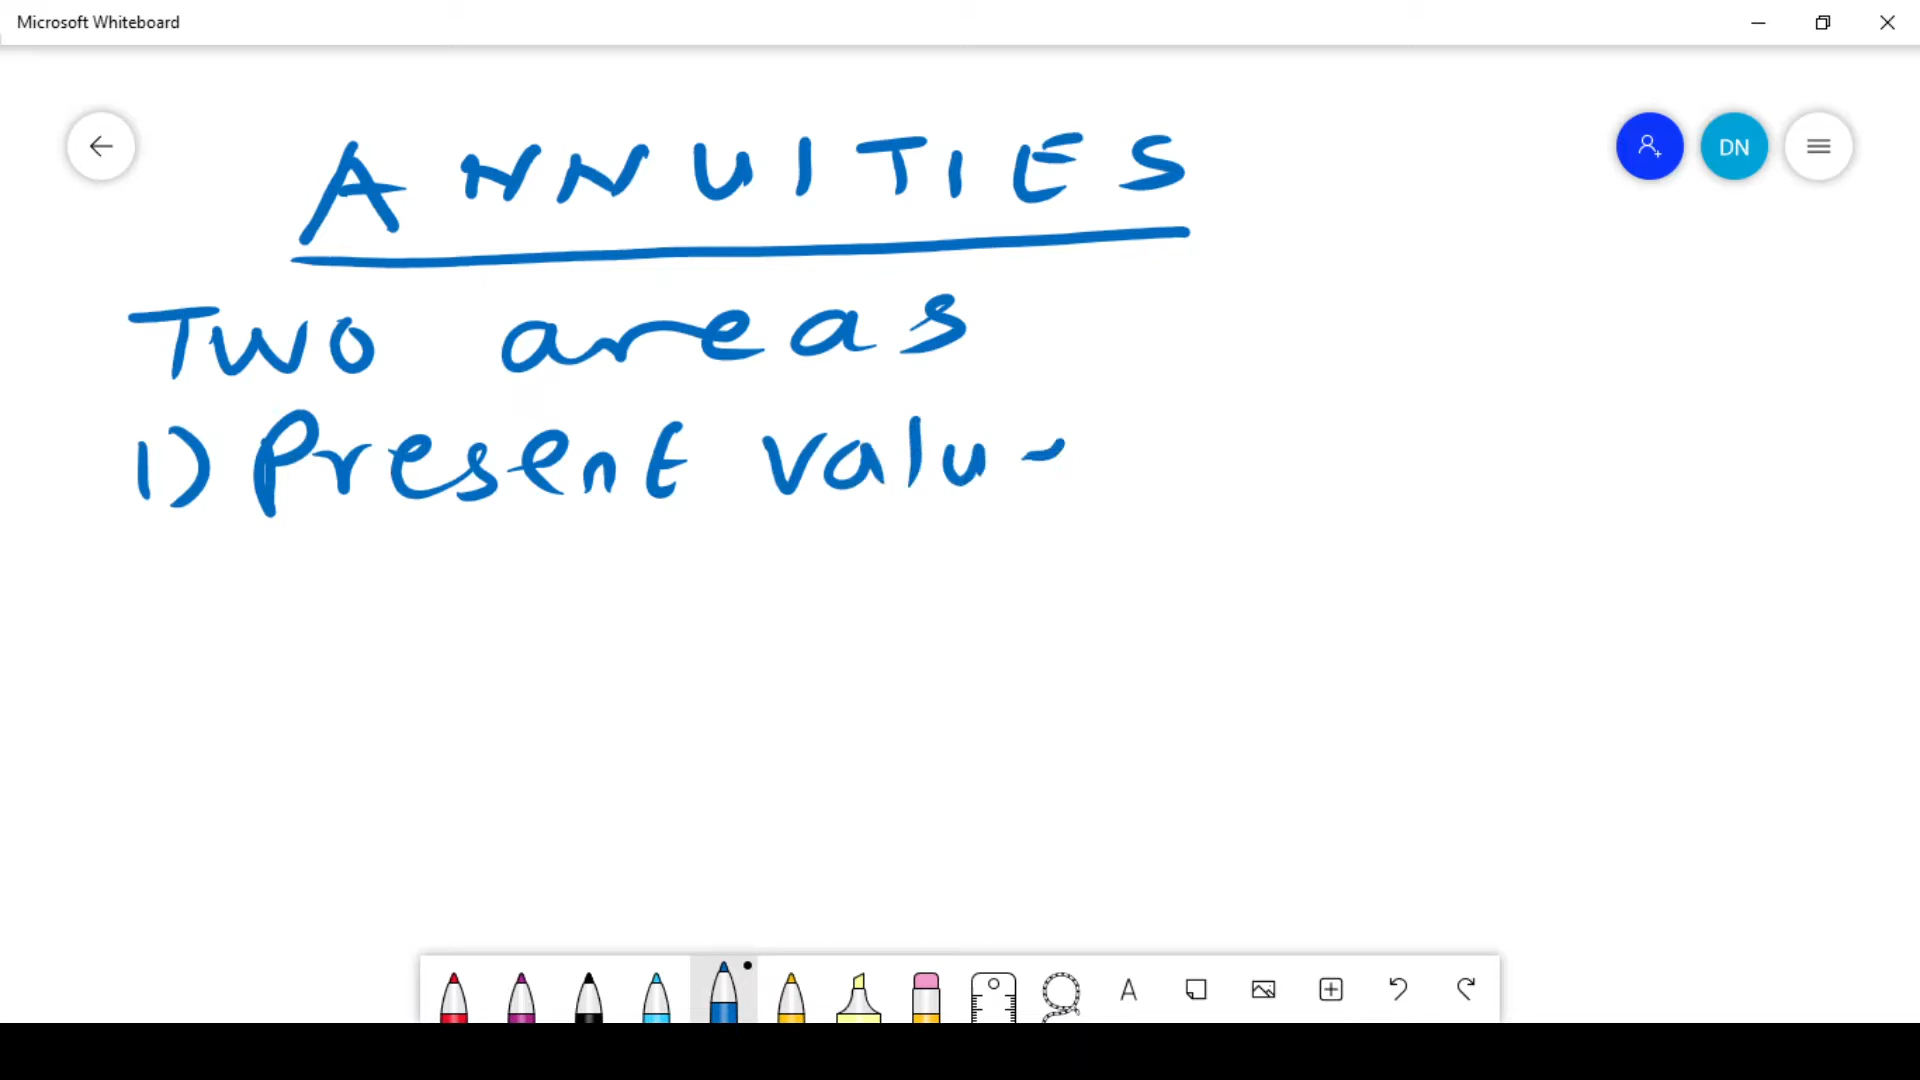 Microsoft Whiteboard
DN
ANNUITIES
Two areas
1) Present valu
A